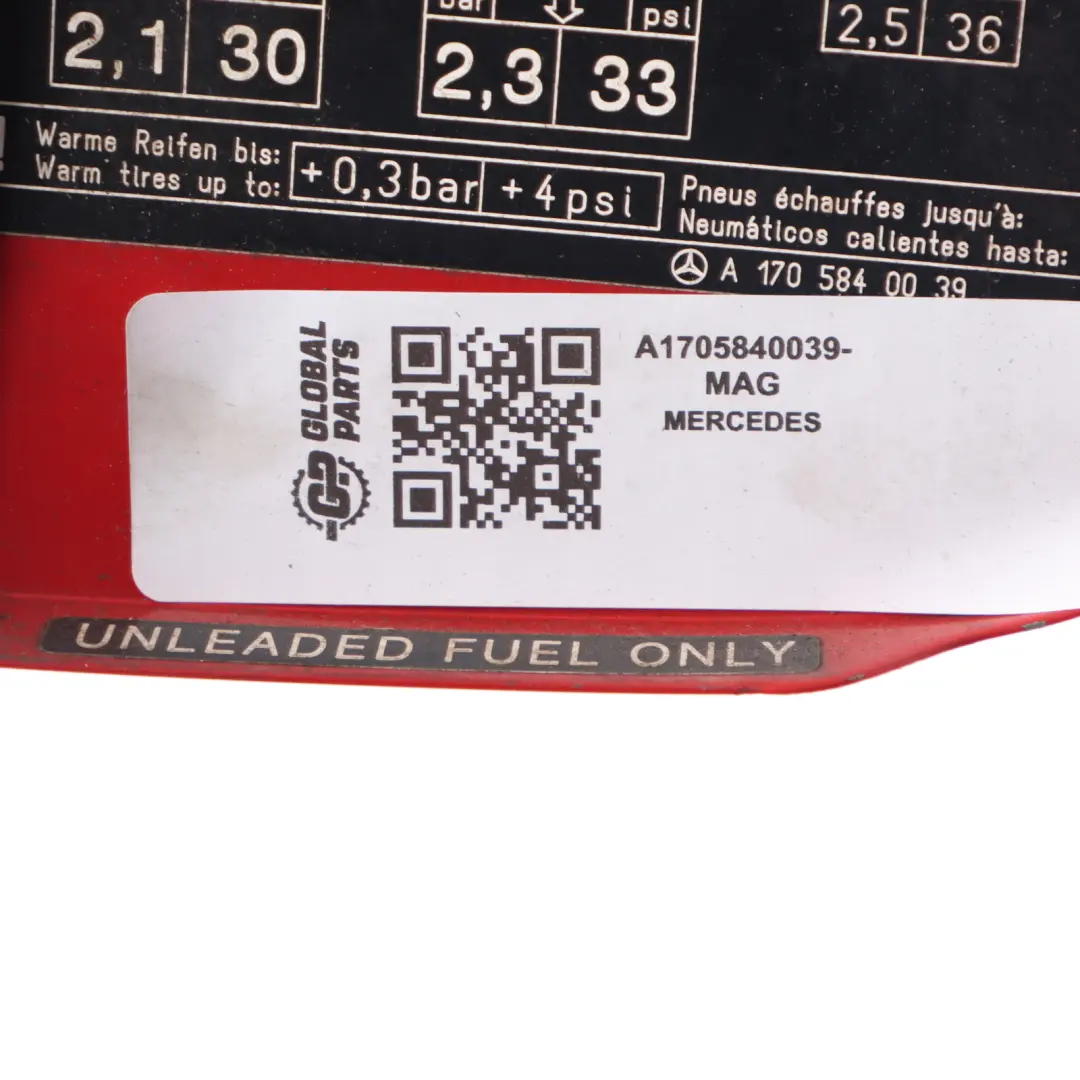 bar psi
2,1 30
2,3 33
2,5 36
!
Warme Reifen bis:
Warm tires up to:
+0,3bar +4psi
Pneus échauffes jusqu'à:
Neumáticos calientes hasta:
A 170 584 00 39
GLOBAL
PARTS
GP
A1705840039-
MAG
MERCEDES
UNLEADED FUEL ONLY